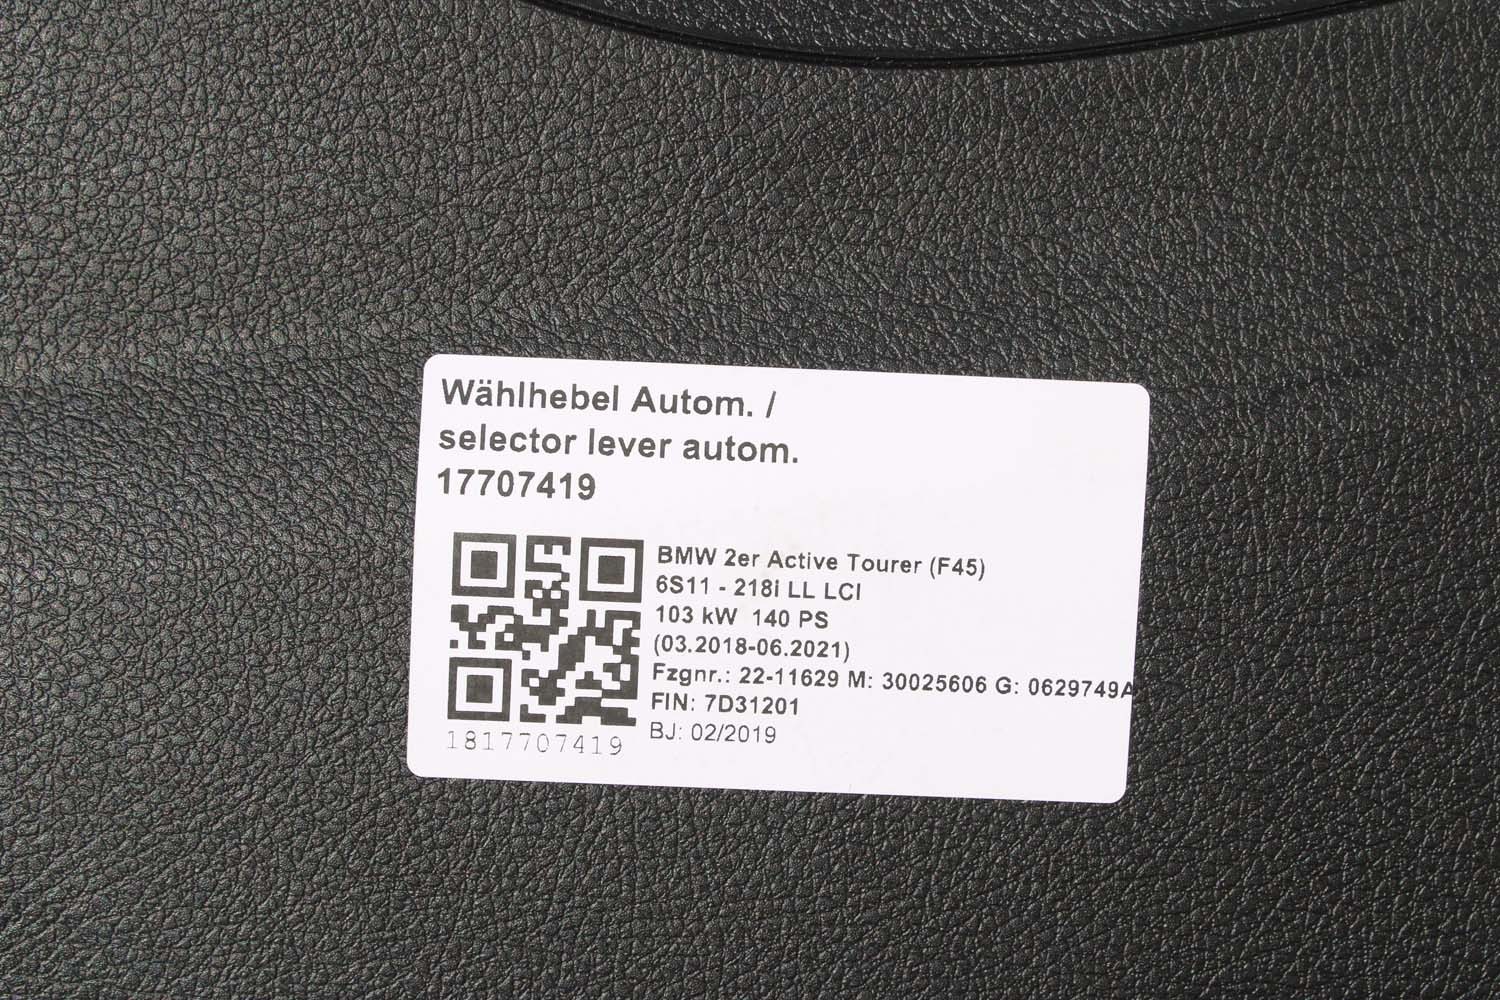 Wählhebel Autom. /
selector lever autom.
17707419
BMW 2er Active Tourer (F45)
6S11 - 218i LL LCI
103 kW 140 PS
(03.2018-06.2021)
Fzgnr.: 22-11629 M: 30025606 G: 0629749A
FIN: 7D31201
BJ: 02/2019
1817707419